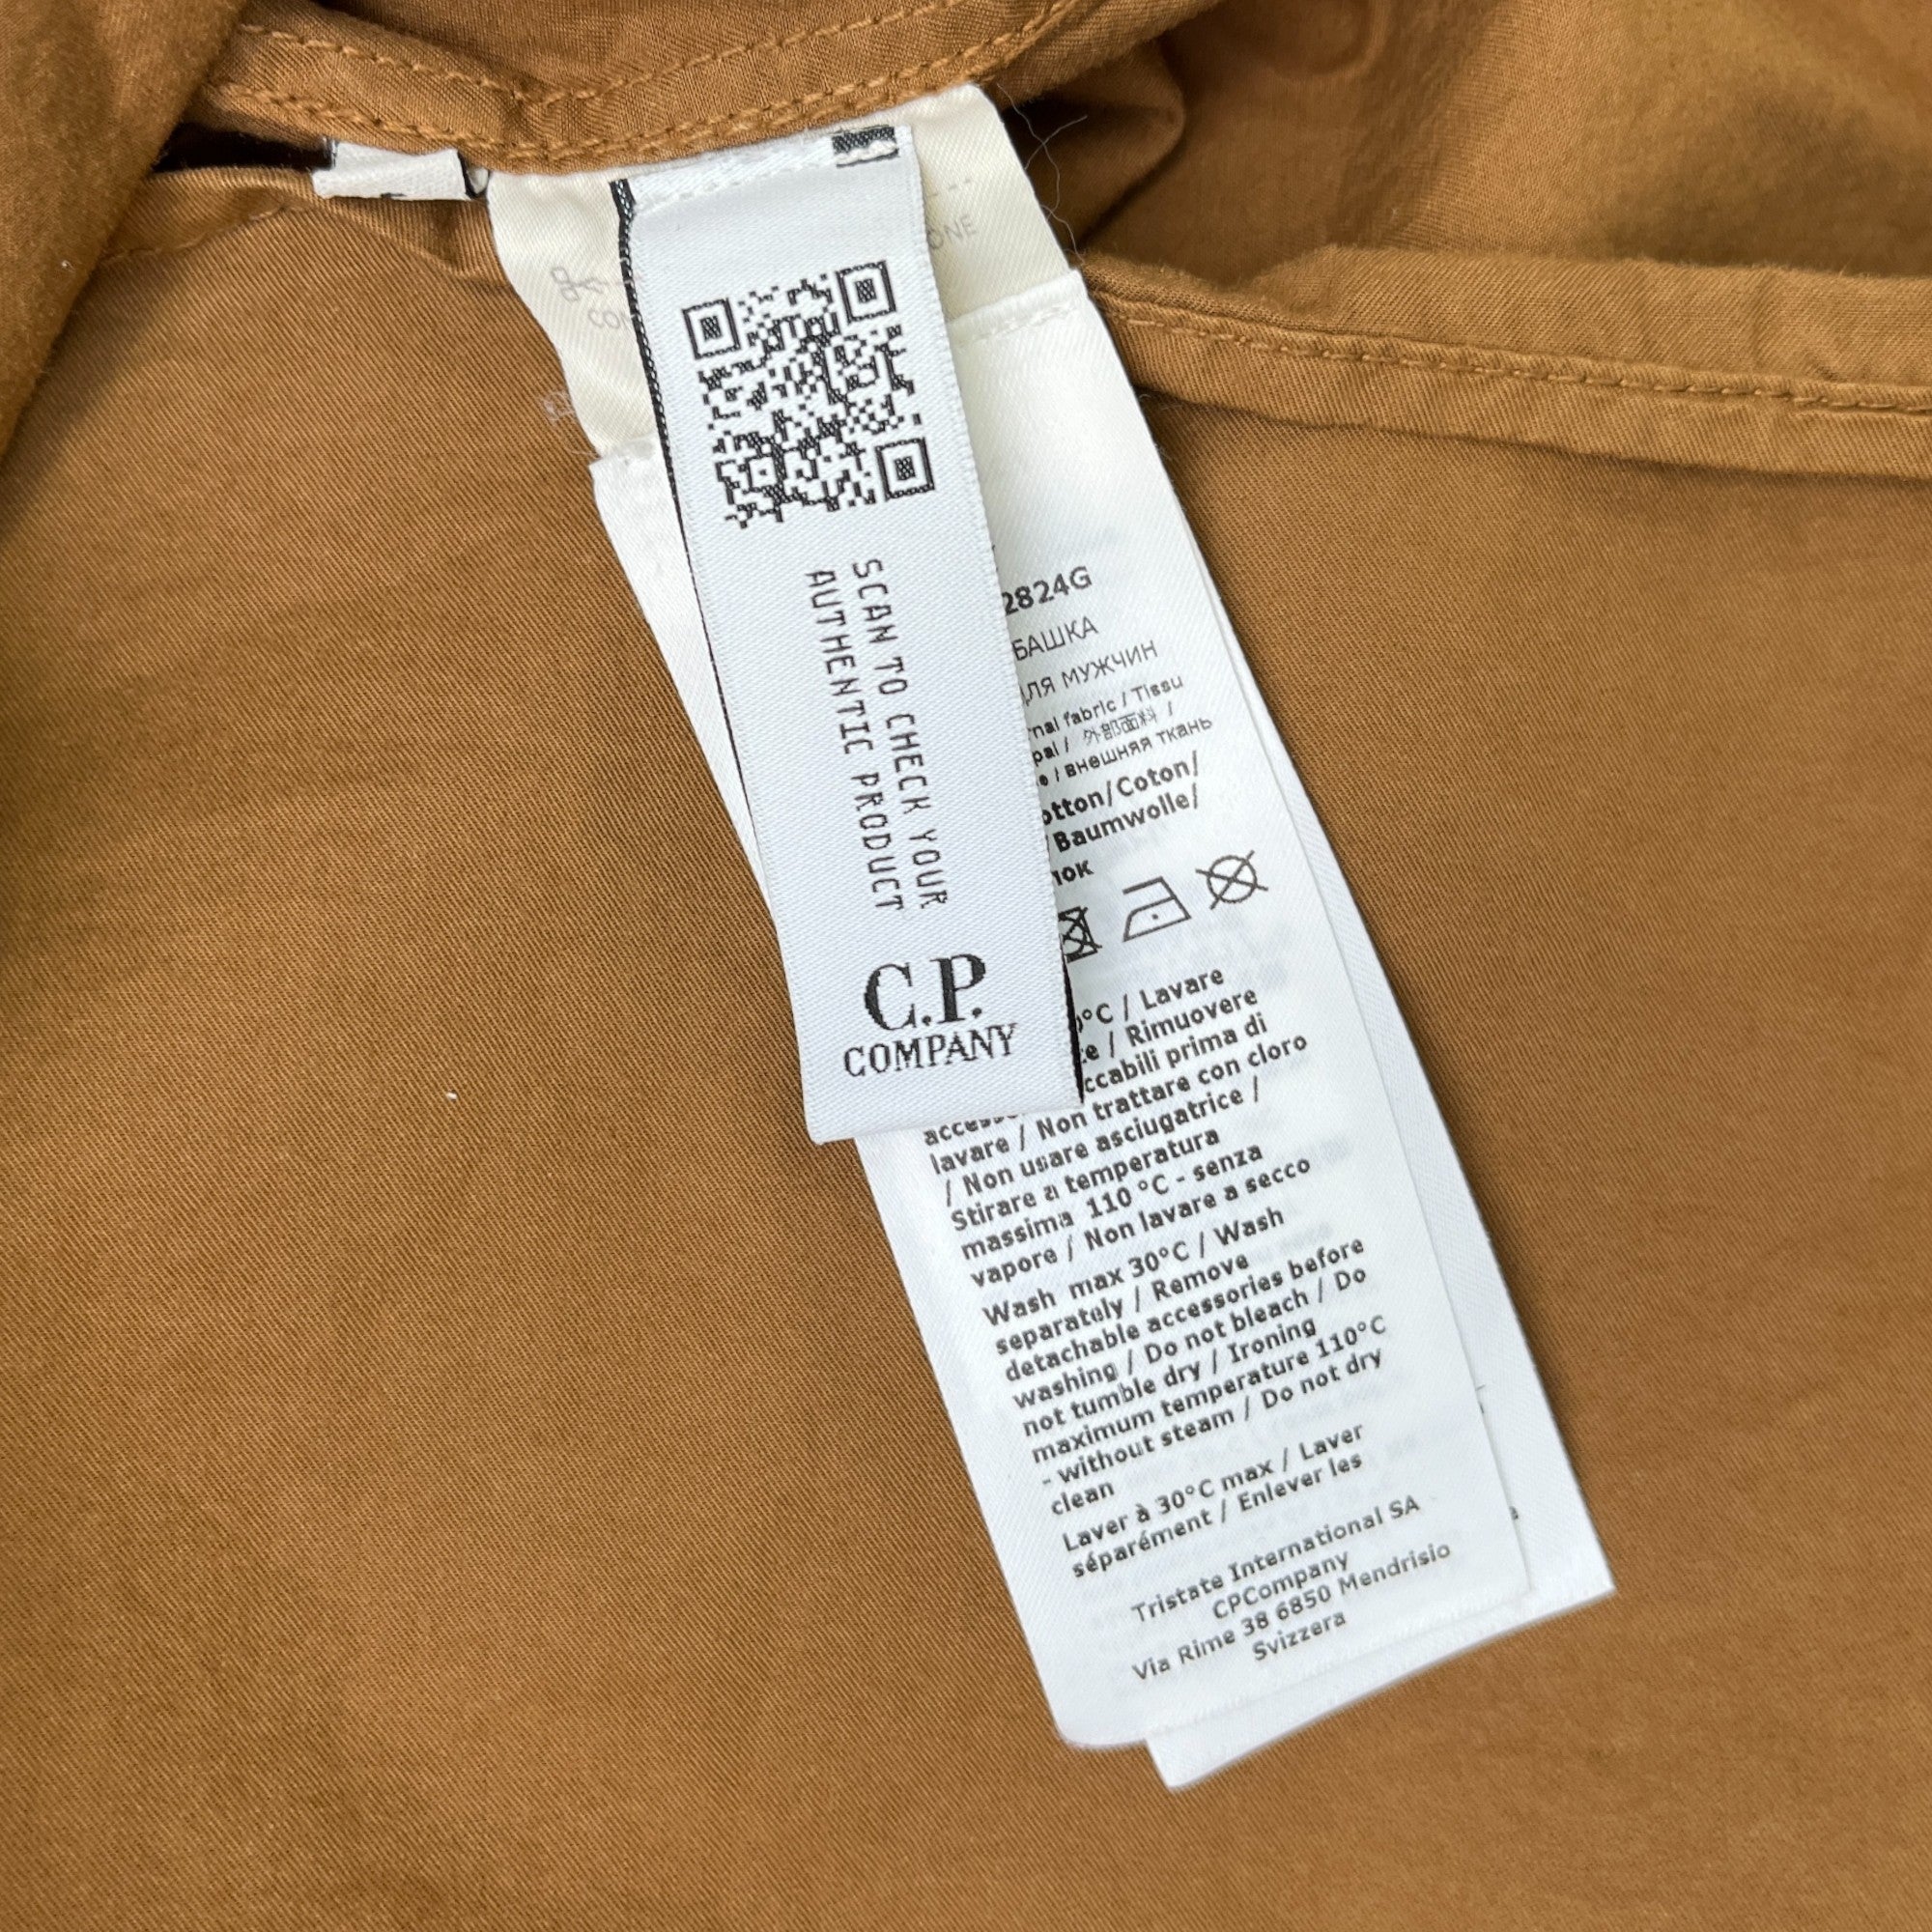 SCAN TO CHECK YOUR
AUTHENTIC PRODUCT
C.P.
COMPANY
2824G
БАШКА
ДЛЯ МУЖЧИН
nal fabric / Tissu
pal / 外部面料 /
/ внешняя ткань
otton/Coton/
/ Baumwolle/
лок
°C / Lavare
te / Rimuovere
ccabili prima di
lavare / Non trattare con cloro
/ Non usare asciugatrice /
Stirare a temperatura
massima 110 °C - senza
vapore / Non lavare a secco
Wash max 30°C / Wash
separately / Remove
detachable accessories before
washing / Do not bleach / Do
not tumble dry / Ironing
maximum temperature 110°C
- without steam / Do not dry
clean
Laver à 30°C max / Laver
séparément / Enlever les
Tristate International SA
CPCompany
Via Rime 38 6850 Mendrisio
Svizzera